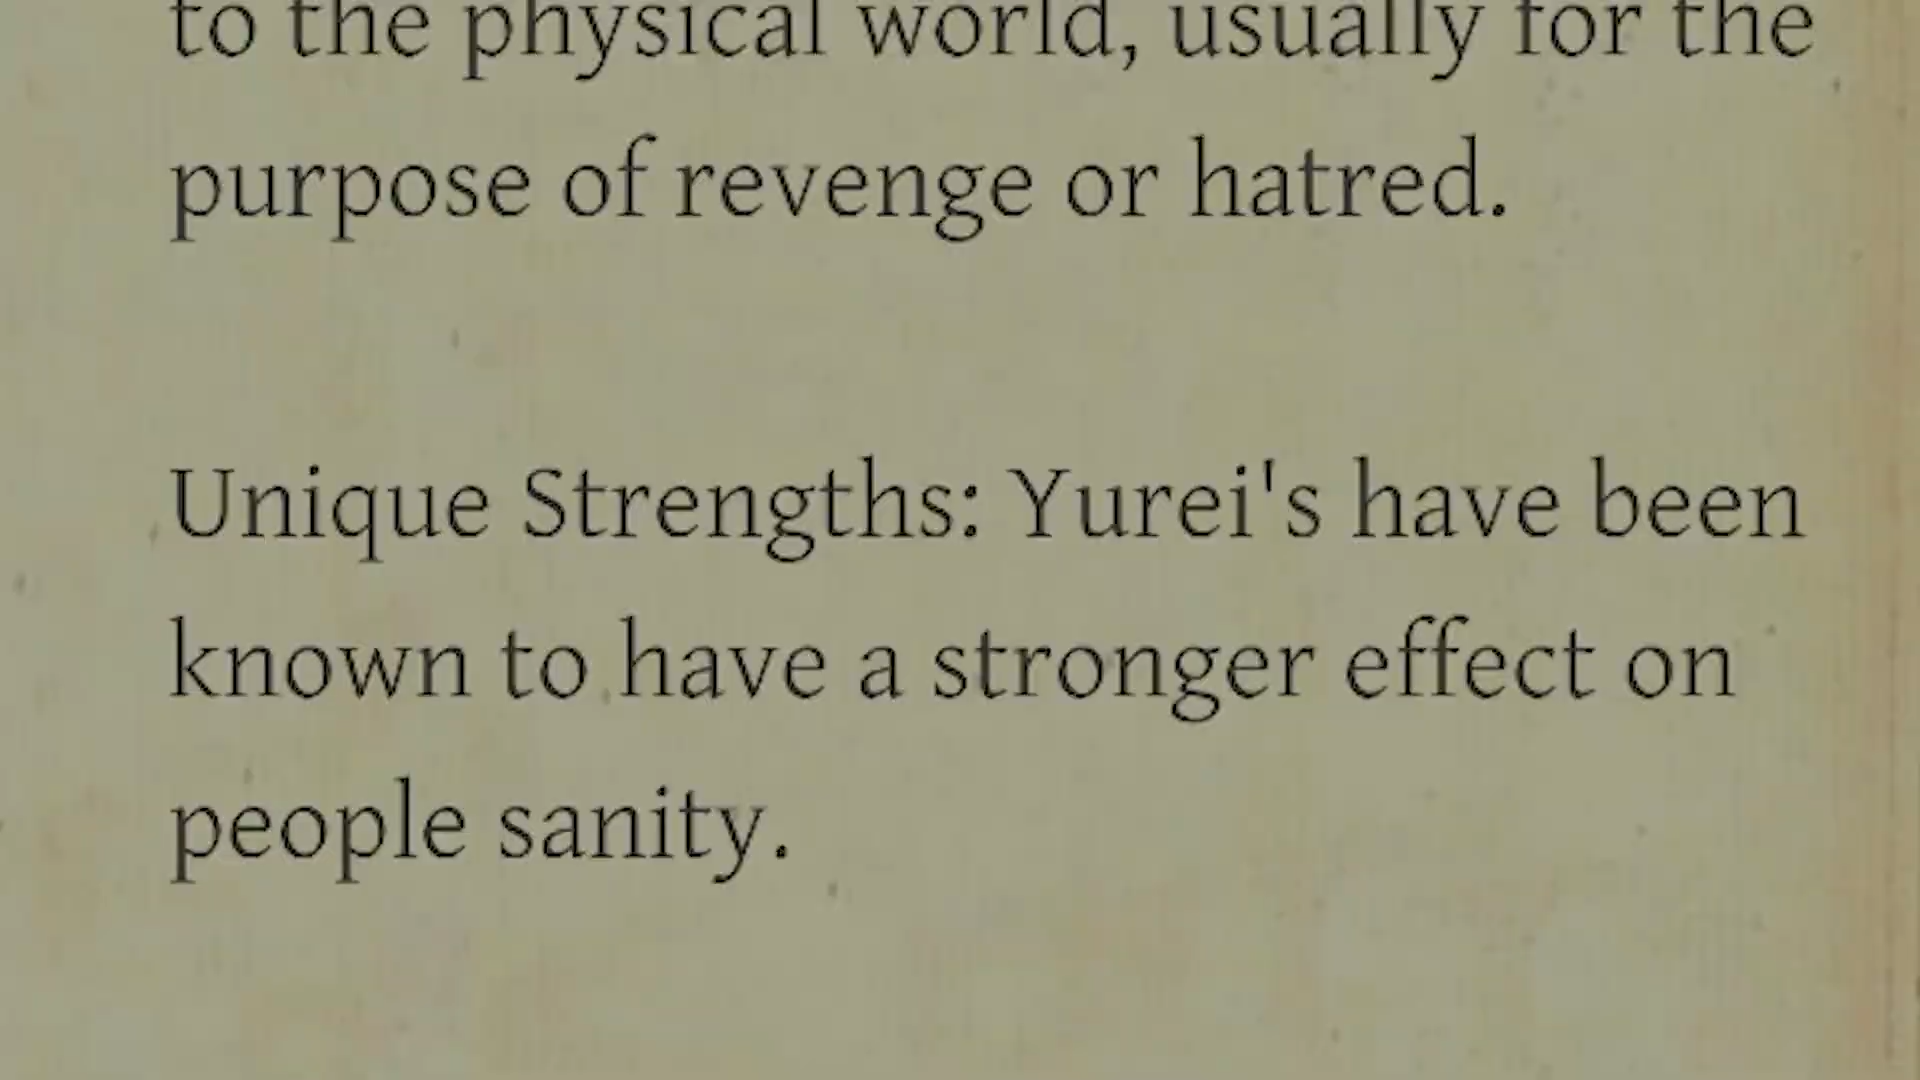 to the physical world, usually for the
purpose of revenge or hatred.
Unique Strengths: Yurei's have been
known to have a stronger effect on
people sanity.